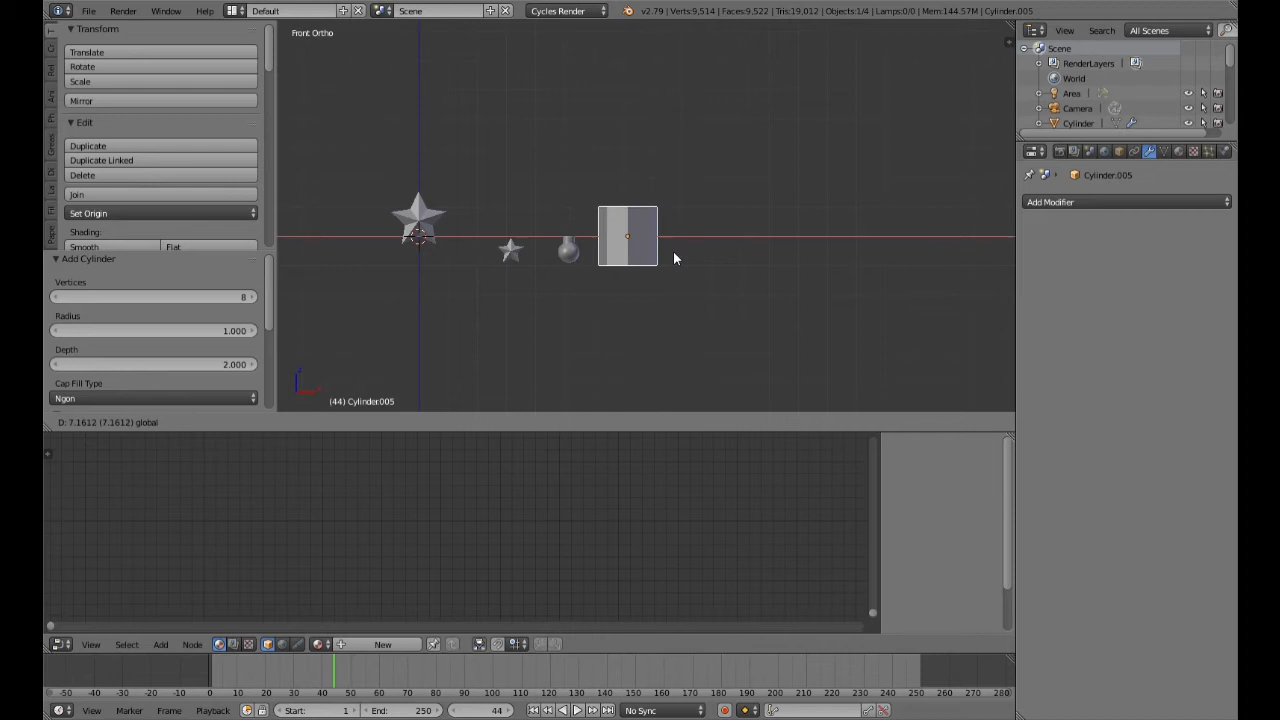 File Render Window Help Default Scene Cycles Render v2.79 | Verts:9,514 | Faces:9,522 | Tris:19,012 | Objects:1/4 | Lamps:0/0 | Mem:144.57M | Cylinder.005
Transform
Translate
Rotate
Scale
Mirror
Edit
Duplicate
Duplicate Linked
Delete
Join
Set Origin
Shading:
Smooth Flat
Add Cylinder
Vertices
8
Radius
1.000
Depth
2.000
Cap Fill Type
Ngon
Front Ortho
(44) Cylinder.005
View Search All Scenes
Scene
RenderLayers
World
Area
Camera
Cylinder
Cylinder.005
Add Modifier
D: 7.1612 (7.1612) global
View Select Add Node New
-50 -40 -30 -20 -10 0 10 20 30 40 50 60 70 80 90 100 110 120 130 140 150 160 170 180 190 200 210 220 230 240 250 260 270 280
View Marker Frame Playback Start: 1 End: 250 44 No Sync